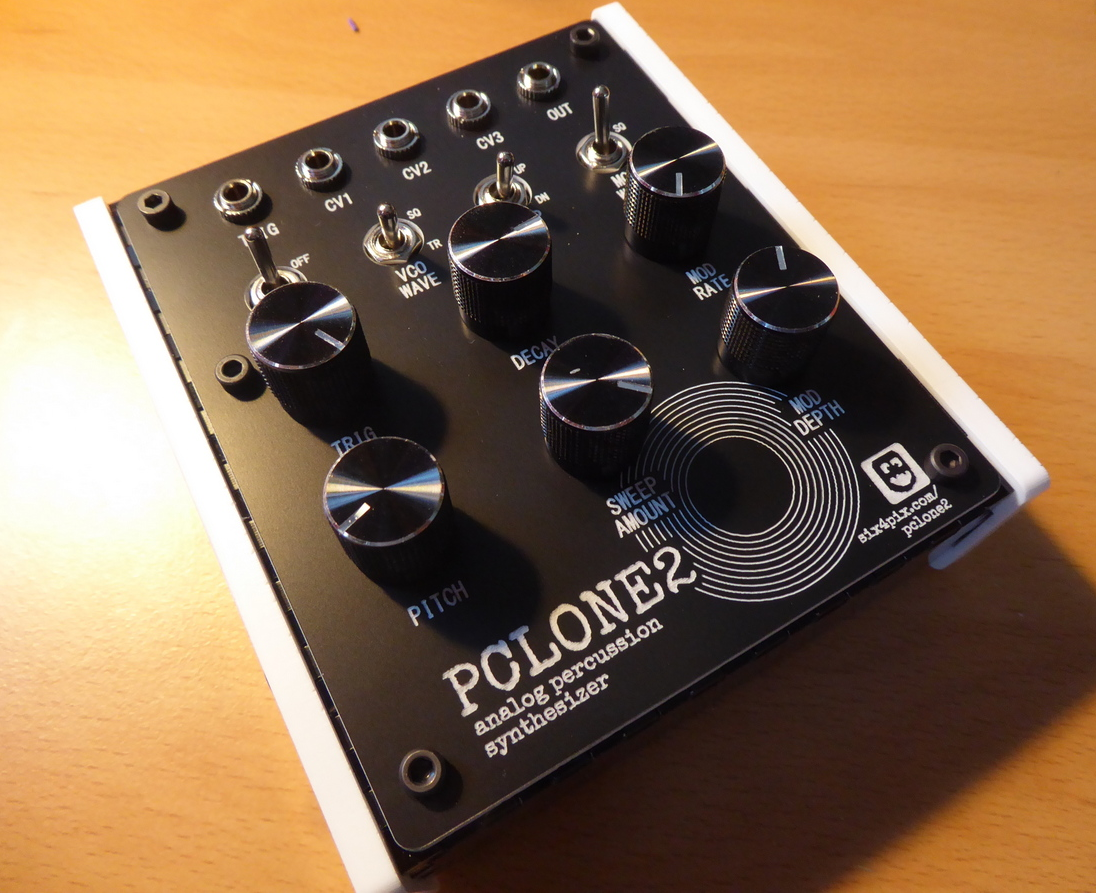 OUT
CV3
CV2
CV1
TRIG
SQ
UP
DN
SQ
TR
VCO
WAVE
OFF
MOD
RATE
DECAY
TRIG
MOD
DEPTH
SWEEP
AMOUNT
PITCH
six4pix.com/
pclone2
PCLONE2
analog percussion
synthesizer